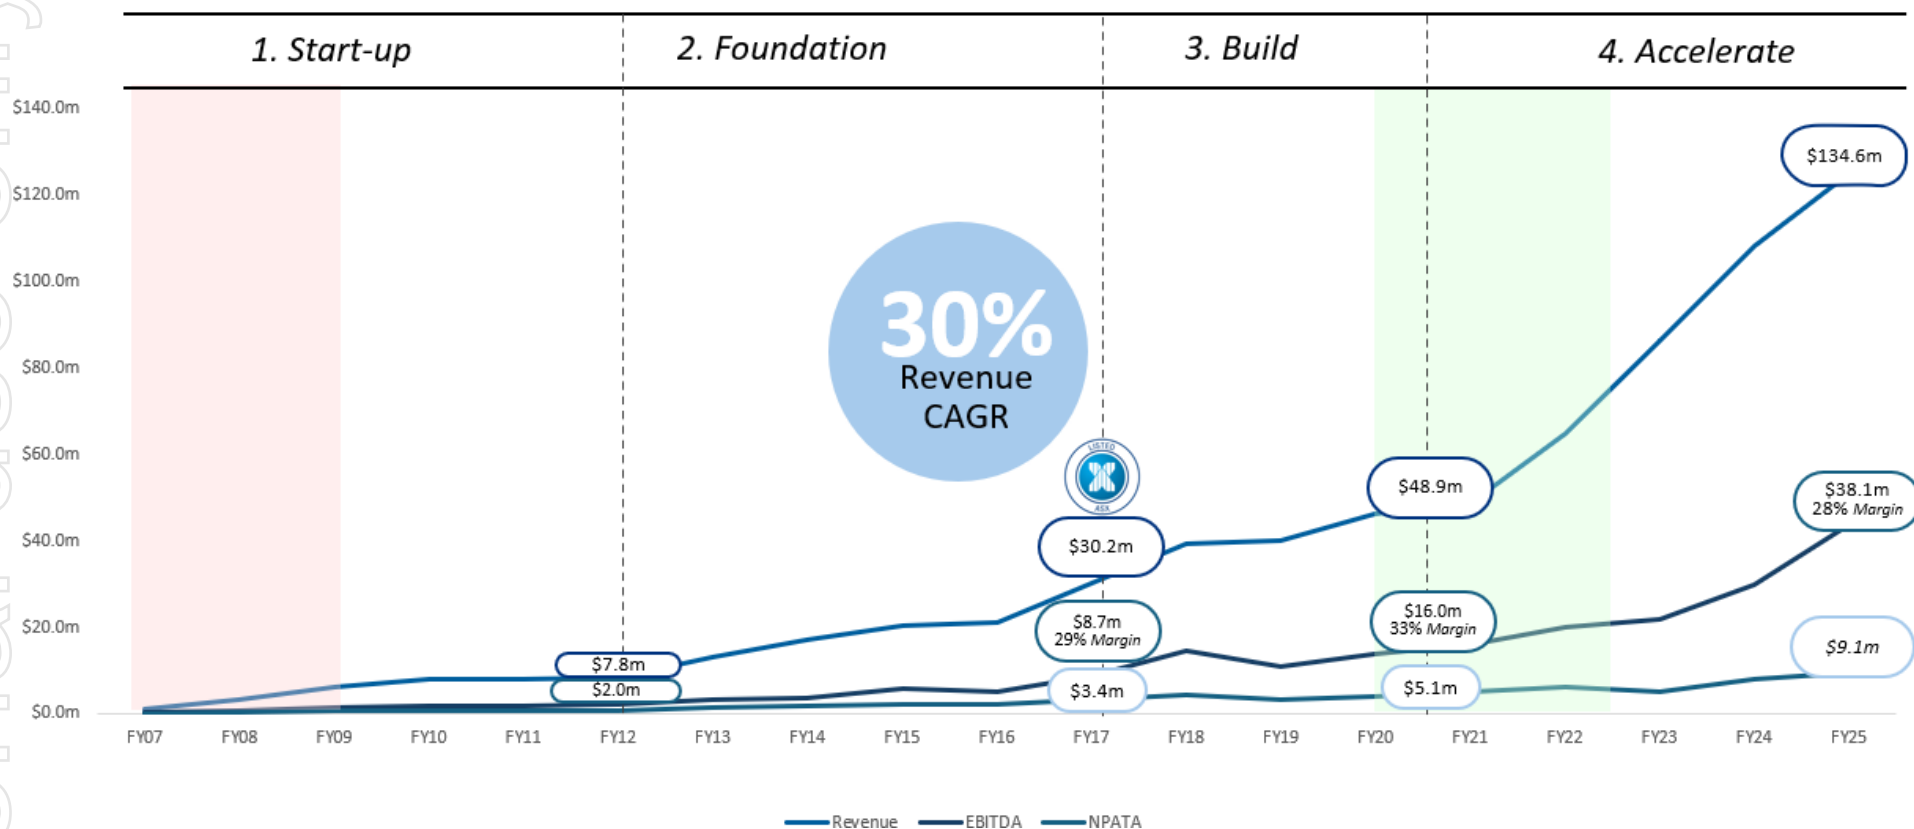 1. Start-up
2. Foundation
3. Build
4. Accelerate
$140.0m
$120.0m
$100.0m
$80.0m
$60.0m
$40.0m
$20.0m
$0.0m
30%
Revenue
CAGR
LISTED
ASX
$7.8m
$2.0m
$30.2m
$8.7m
29% Margin
$3.4m
$48.9m
$16.0m
33% Margin
$5.1m
$134.6m
$38.1m
28% Margin
$9.1m
FY07 FY08 FY09 FY10 FY11 FY12 FY13 FY14 FY15 FY16 FY17 FY18 FY19 FY20 FY21 FY22 FY23 FY24 FY25
Revenue EBITDA NPATA